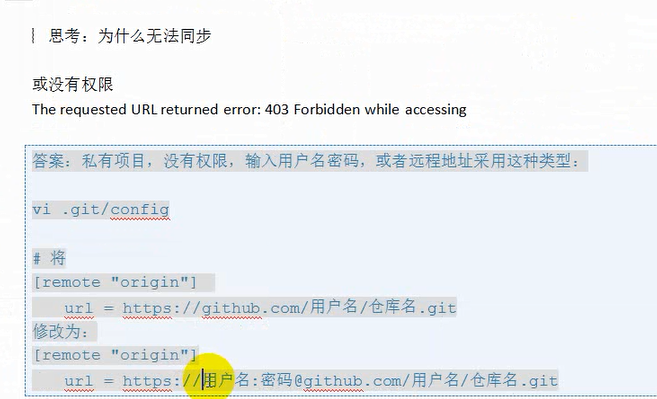 思考：为什么无法同步
或没有权限
The requested URL returned error: 403 Forbidden while accessing
答案：私有项目，没有权限，输入用户名密码，或者远程地址采用这种类型：
vi .git/config
# 将
[remote "origin"]
url = https://github.com/用户名/仓库名.git
修改为：
[remote "origin"]
url = https://用户名:密码@github.com/用户名/仓库名.git